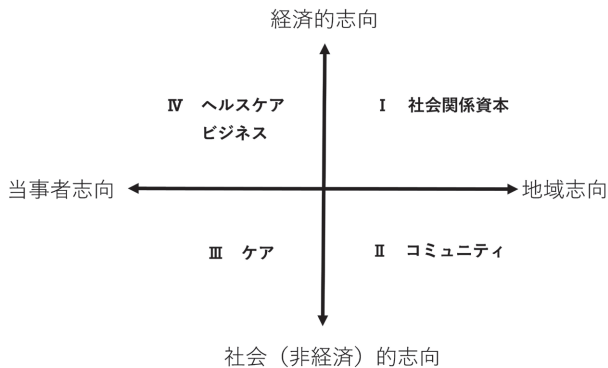 経済的志向
Ⅳ ヘルスケア
ビジネス
Ⅰ 社会関係資本
当事者志向
地域志向
Ⅲ ケア
Ⅱ コミュニティ
社会（非経済）的志向